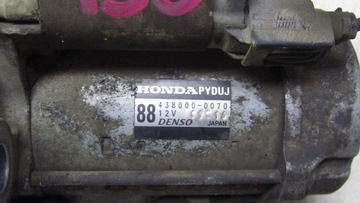 HONDA PYDUJ
88 438000-0070
12V
DENSO JAPAN